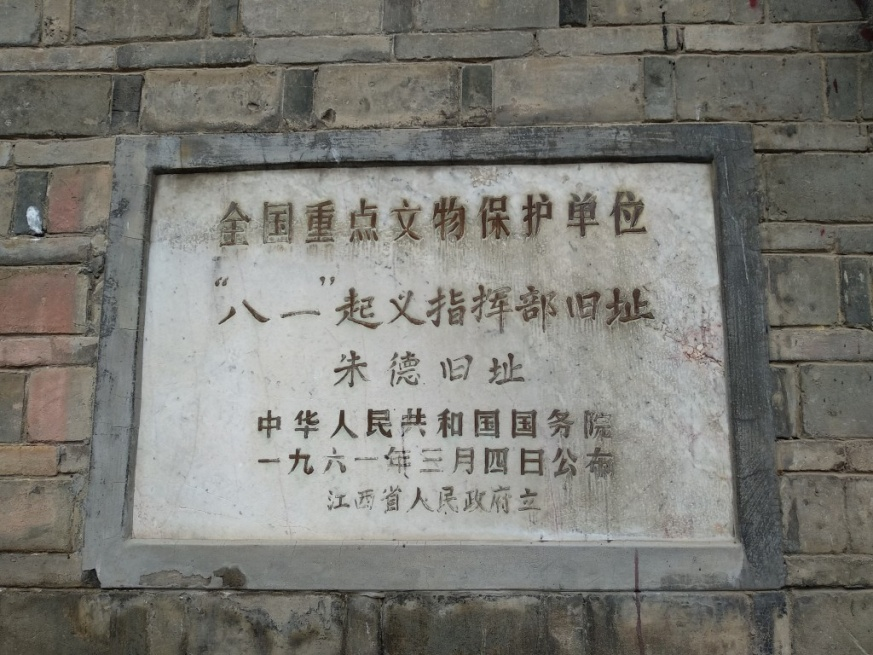 全国重点文物保护单位
“八一”起义指挥部旧址
朱德旧址
中华人民共和国国务院
一九六一年三月四日公布
江西省人民政府立